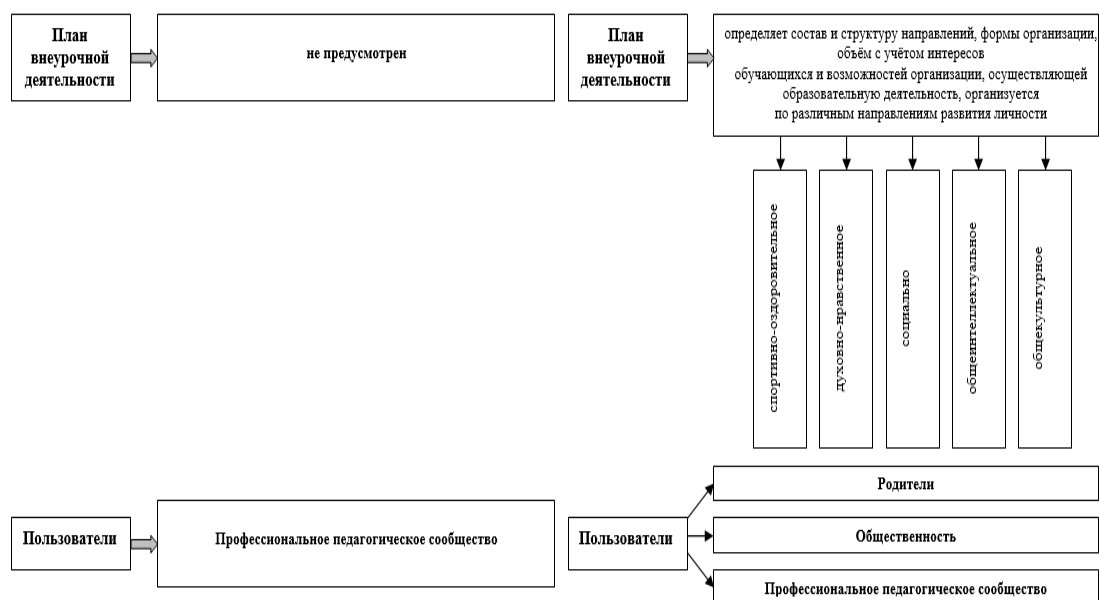 План
внеурочной
деятельности
не предусмотрен
План
внеурочной
деятельности
определяет состав и структуру направлений, формы организации,
объём с учётом интересов
обучающихся и возможностей организации, осуществляющей
образовательную деятельность, организуется
по различным направлениям развития личности
спортивно-оздоровительное
духовно-нравственное
социально
общеинтеллектуальное
общекультурное
Пользователи
Профессиональное педагогическое сообщество
Пользователи
Родители
Общественность
Профессиональное педагогическое сообщество